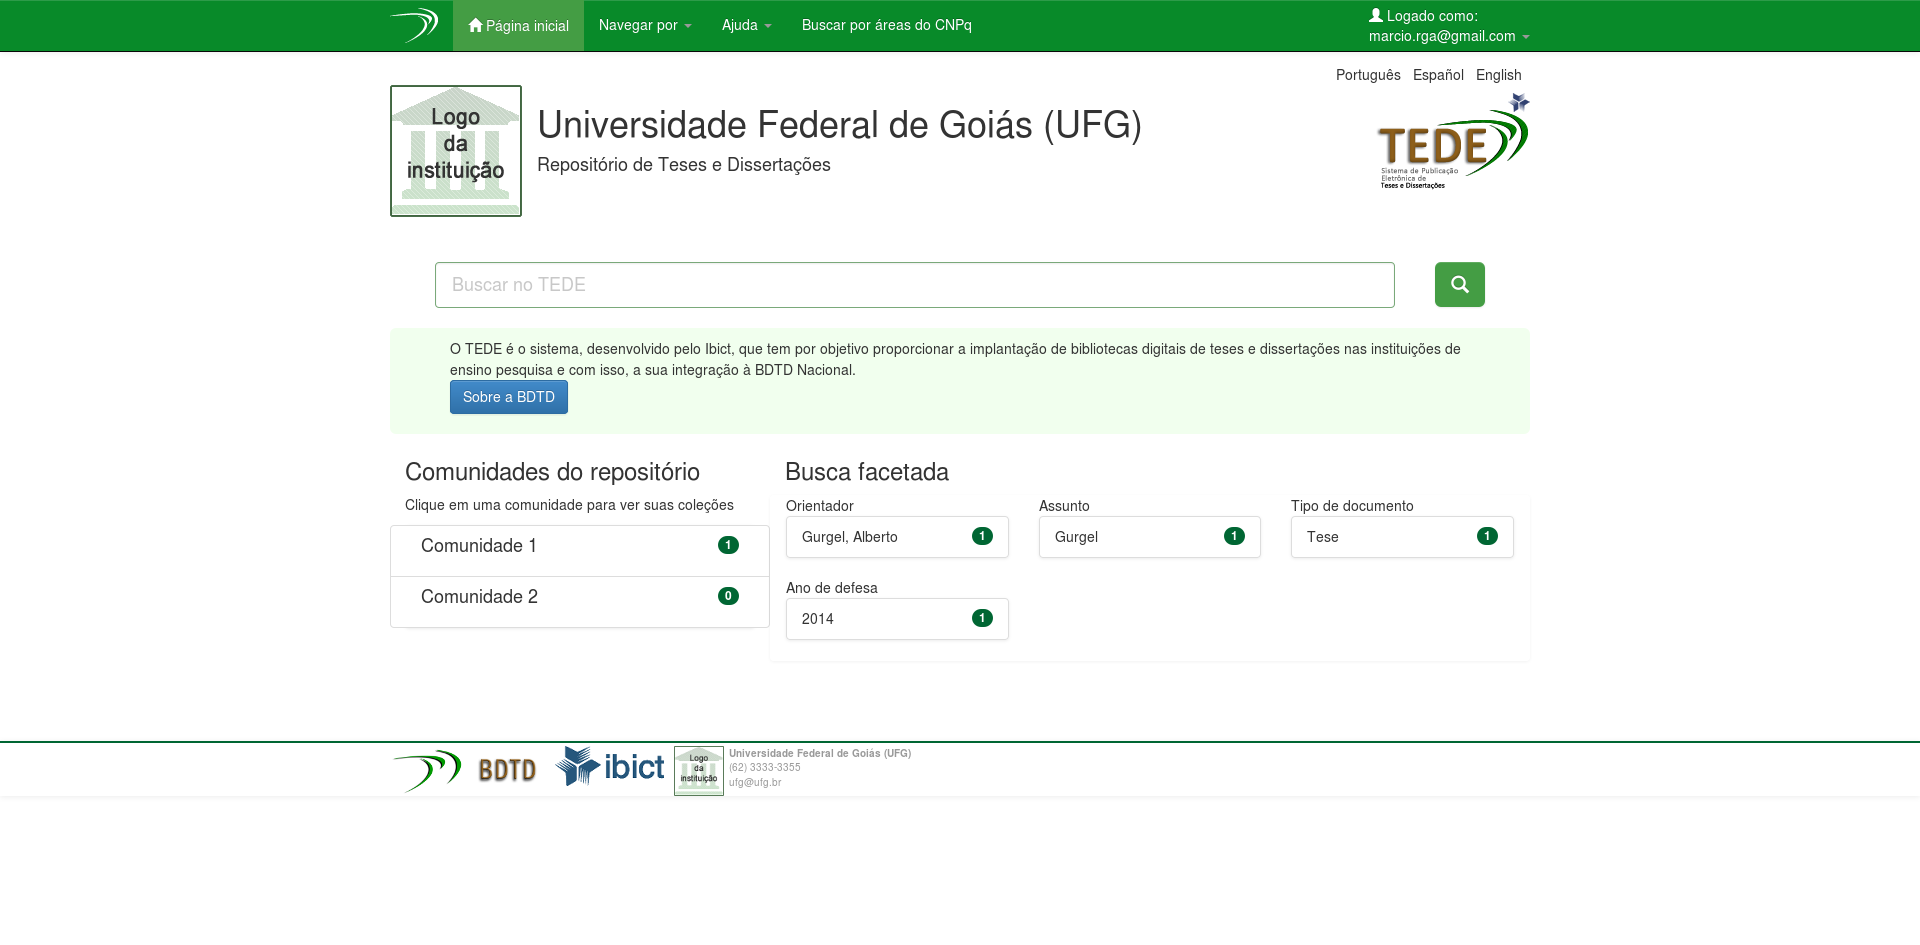 Página inicial
Navegar por
Ajuda
Buscar por áreas do CNPq
Logado como:
marcio.rga@gmail.com
Português Español English
Logo
da
instituição
Universidade Federal de Goiás (UFG)
Repositório de Teses e Dissertações
TEDE
Sistema de Publicação
Eletrônica de
Teses e Dissertações
Buscar no TEDE
O TEDE é o sistema, desenvolvido pelo Ibict, que tem por objetivo proporcionar a implantação de bibliotecas digitais de teses e dissertações nas instituições de
ensino pesquisa e com isso, a sua integração à BDTD Nacional.
Sobre a BDTD
Comunidades do repositório
Clique em uma comunidade para ver suas coleções
Comunidade 1 1
Comunidade 2 0
Busca facetada
Orientador
Gurgel, Alberto 1
Assunto
Gurgel 1
Tipo de documento
Tese 1
Ano de defesa
2014 1
BDTD
ibict
Logo
da
instituição
Universidade Federal de Goiás (UFG)
(62) 3333-3355
ufg@ufg.br